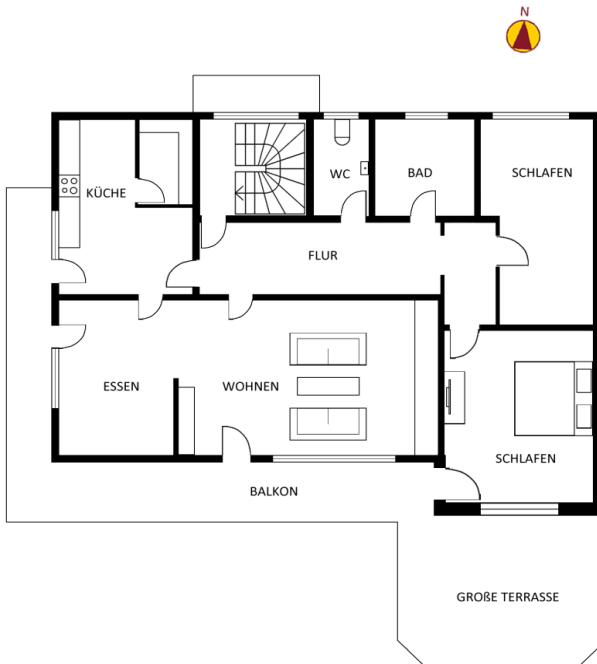 N
KÜCHE
WC
BAD
SCHLAFEN
FLUR
ESSEN
WOHNEN
SCHLAFEN
BALKON
GROßE TERRASSE